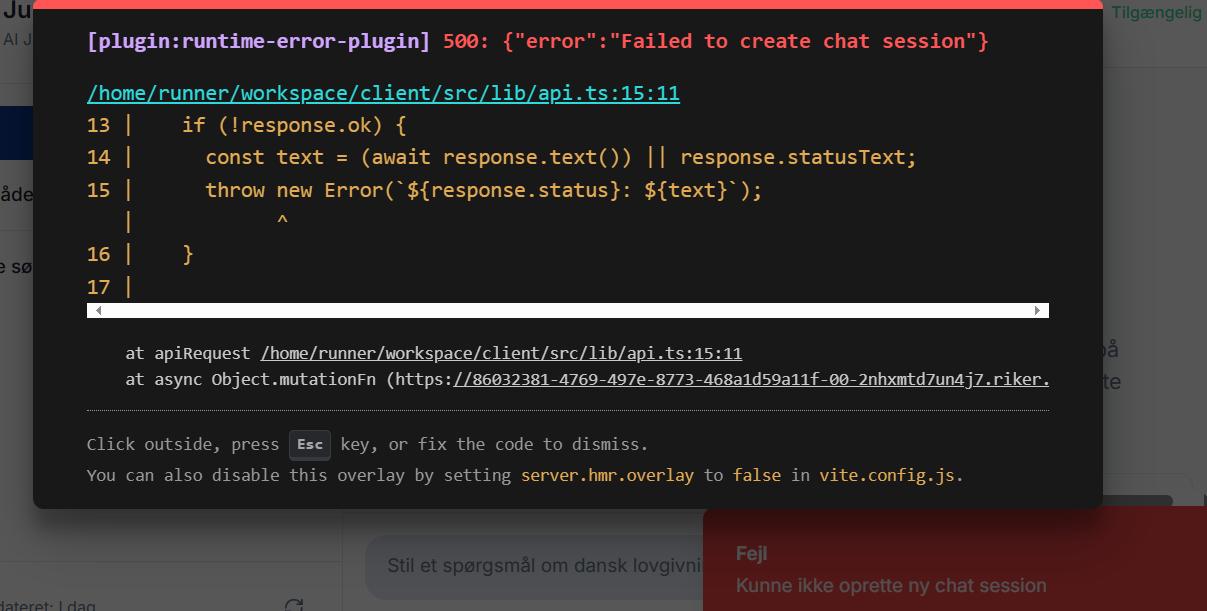 Ju
Tilgængelig
AI J
[plugin:runtime-error-plugin] 500: {"error":"Failed to create chat session"}
/home/runner/workspace/client/src/lib/api.ts:15:11
13 |    if (!response.ok) {
14 |      const text = (await response.text()) || response.statusText;
15 |      throw new Error(`${response.status}: ${text}`);
   |            ^
16 |    }
17 |
åde
e sø
på
te
at apiRequest /home/runner/workspace/client/src/lib/api.ts:15:11
at async Object.mutationFn (https://86032381-4769-497e-8773-468a1d59a11f-00-2nhxmtd7un4j7.riker.
Click outside, press Esc key, or fix the code to dismiss.
You can also disable this overlay by setting server.hmr.overlay to false in vite.config.js.
Stil et spørgsmål om dansk lovgivni
Fejl
Kunne ikke oprette ny chat session
dateret: I dag